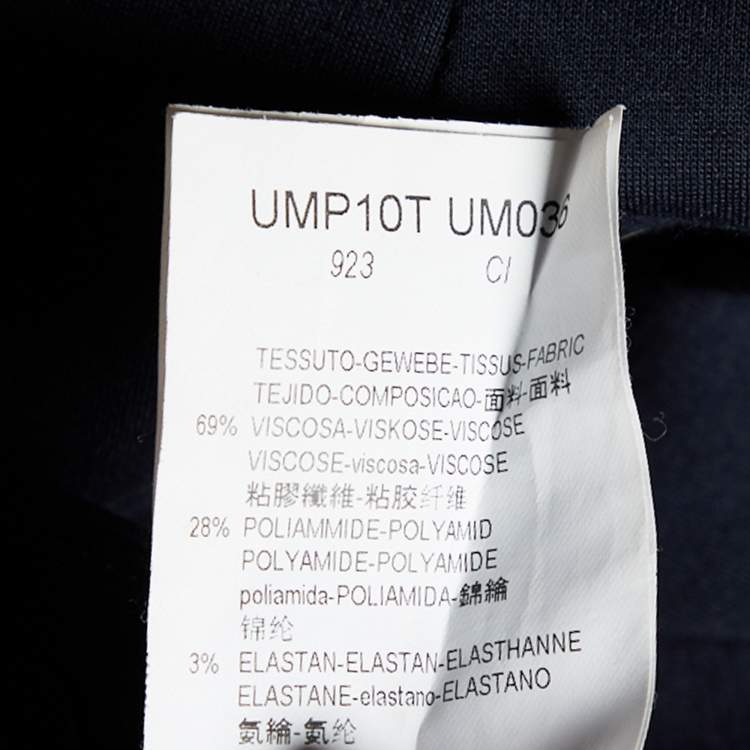 UMP10T UM036
923 CI
TESSUTO-GEWEBE-TISSUS-FABRIC
TEJIDO-COMPOSICAO-面料-面料
69% VISCOSA-VISKOSE-VISCOSE
VISCOSE-viscosa-VISCOSE
粘膠纖維-粘胶纤维
28% POLIAMMIDE-POLYAMID
POLYAMIDE-POLYAMIDE
poliamida-POLIAMIDA-錦綸
锦纶
3% ELASTAN-ELASTAN-ELASTHANNE
ELASTANE-elastano-ELASTANO
氨綸-氨纶